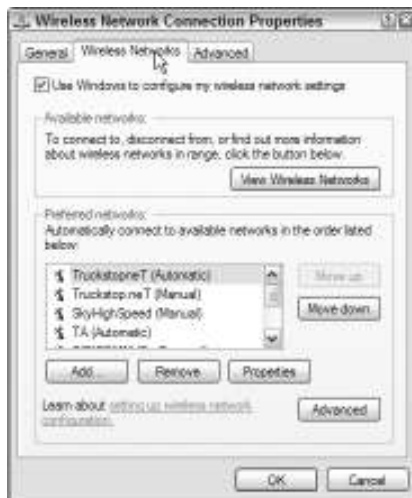 Wireless Network Connection Properties
General Wireless Networks Advanced
Use Windows to configure my wireless network settings
Available networks:
To connect to, disconnect from, or find out more information
about wireless networks in range, click the button below.
View Wireless Networks
Preferred networks:
Automatically connect to available networks in the order listed
below:
TruckstopneT (Automatic)
Truckstop.neT (Manual)
SkyHighSpeed (Manual)
TA (Automatic)
Move up
Move down
Add... Remove Properties
Learn about setting up wireless network
configuration.
Advanced
OK Cancel